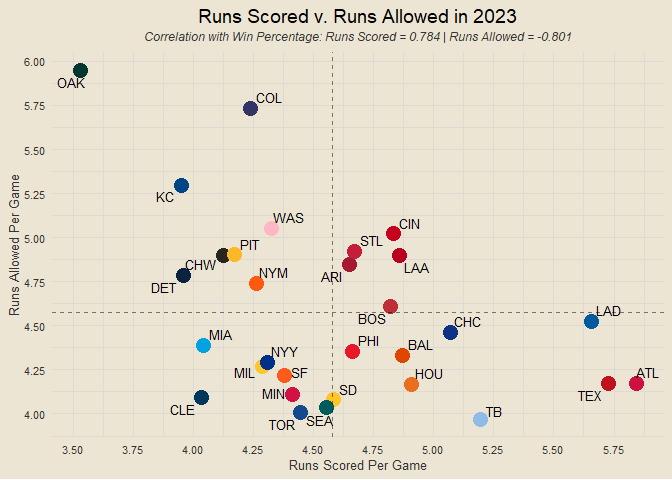 Runs Scored v. Runs Allowed in 2023
Correlation with Win Percentage: Runs Scored = 0.784 | Runs Allowed = -0.801
6.00
OAK
5.75
COL
5.50
5.25
KC
WAS
CIN
5.00
STL
PIT
CHW
LAA
ARI
NYM
4.75
DET
Runs Allowed Per Game
LAD
BOS
CHC
4.50
MIA
PHI
BAL
NYY
MIL
SF
HOU
ATL
4.25
MIN
SD
TEX
CLE
TB
4.00
TOR
SEA
3.50
3.75
4.00
4.25
4.50
4.75
5.00
5.25
5.50
5.75
Runs Scored Per Game